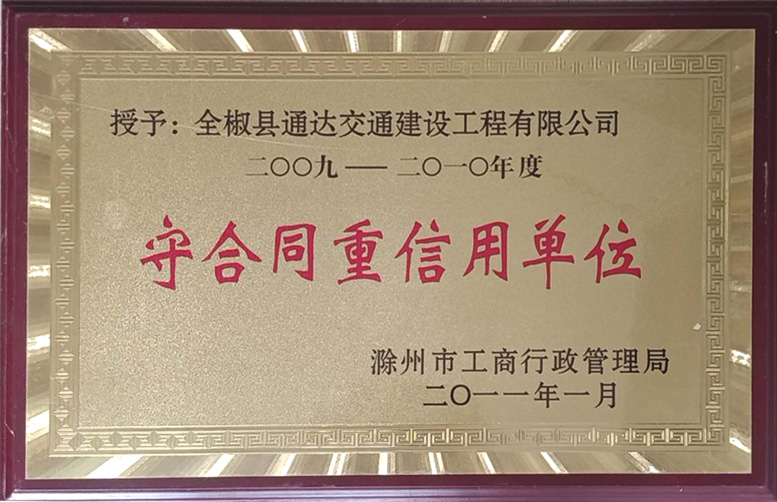 授予：全椒县通达交通建设工程有限公司
二〇〇九——二〇一〇年度
守合同重信用单位
滁州市工商行政管理局
二〇一一年一月